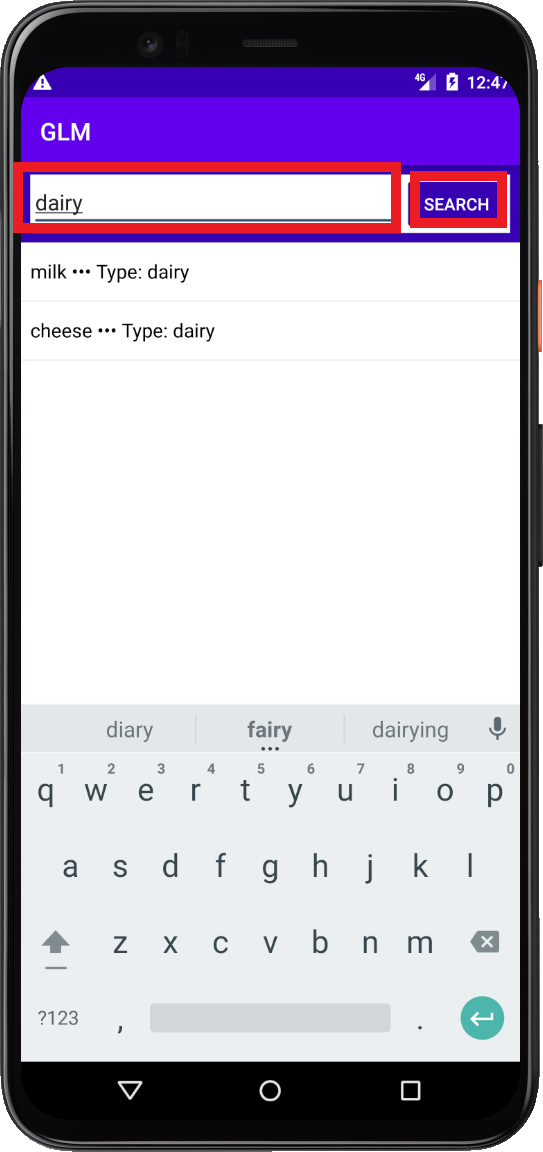 4G 12:47
GLM
dairy SEARCH
milk ••• Type: dairy
cheese ••• Type: dairy
diary fairy dairying
1 2 3 4 5 6 7 8 9 0
q w e r t y u i o p
a s d f g h j k l
z x c v b n m
?123 , .